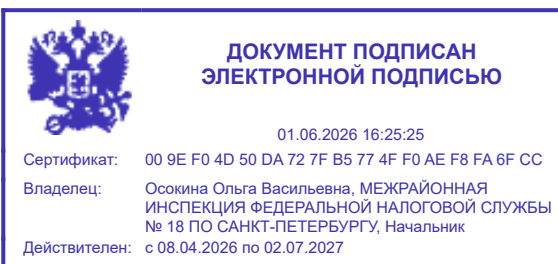 ДОКУМЕНТ ПОДПИСАН
ЭЛЕКТРОННОЙ ПОДПИСЬЮ
01.06.2026 16:25:25
Сертификат: 00 9E F0 4D 50 DA 72 7F B5 77 4F F0 AE F8 FA 6F CC
Владелец: Осокина Ольга Васильевна, МЕЖРАЙОННАЯ
ИНСПЕКЦИЯ ФЕДЕРАЛЬНОЙ НАЛОГОВОЙ СЛУЖБЫ
№ 18 ПО САНКТ-ПЕТЕРБУРГУ, Начальник
Действителен: с 08.04.2026 по 02.07.2027